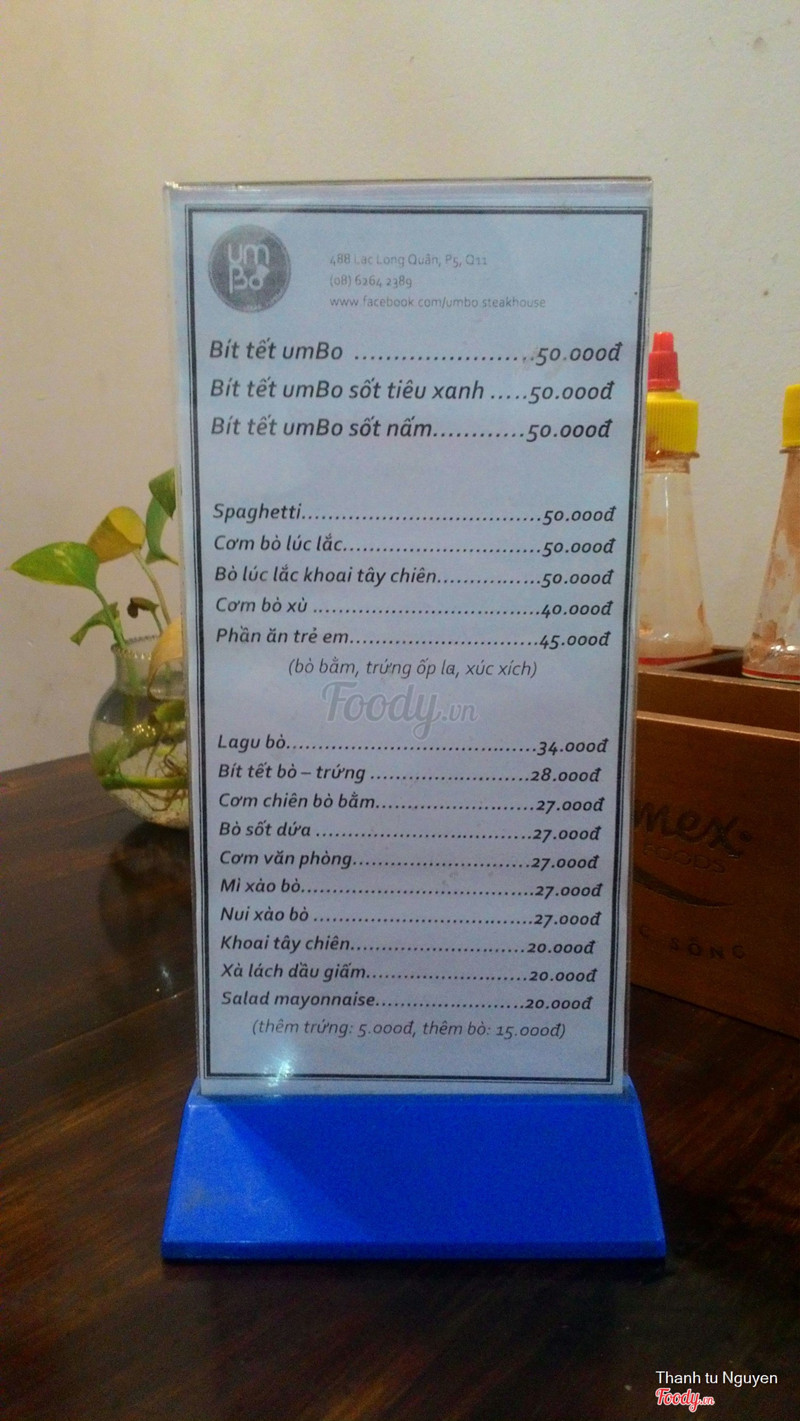 um
Bo
488 Lac Long Quân, P5, Q11
(08) 6264 2389
www.facebook.com/umbo.steakhouse
Bít tết umBo .......................50.000đ
Bít tết umBo sốt tiêu xanh .....50.000đ
Bít tết umBo sốt nấm............50.000đ
Spaghetti....................................50.000đ
Cơm bò lúc lắc..............................50.000đ
Bò lúc lắc khoai tây chiên................50.000đ
Cơm bò xù ...................................40.000đ
Phần ăn trẻ em.............................45.000đ
(bò bằm, trứng ốp la, xúc xích)
Foody.vn
Lagu bò.......................................34.000đ
Bít tết bò – trứng .........................28.000đ
Cơm chiên bò bằm.........................27.000đ
Bò sốt dứa ..................................27.000đ
Cơm văn phòng............................27.000đ
Mì xào bò....................................27.000đ
Nui xào bò ..................................27.000đ
Khoai tây chiên............................20.000đ
Xà lách dầu giấm..........................20.000đ
Salad mayonnaise........................20.000đ
(thêm trứng: 5.000đ, thêm bò: 15.000đ)
mex
FOODS
SÔNG
Thanh tu Nguyen
Foody.vn